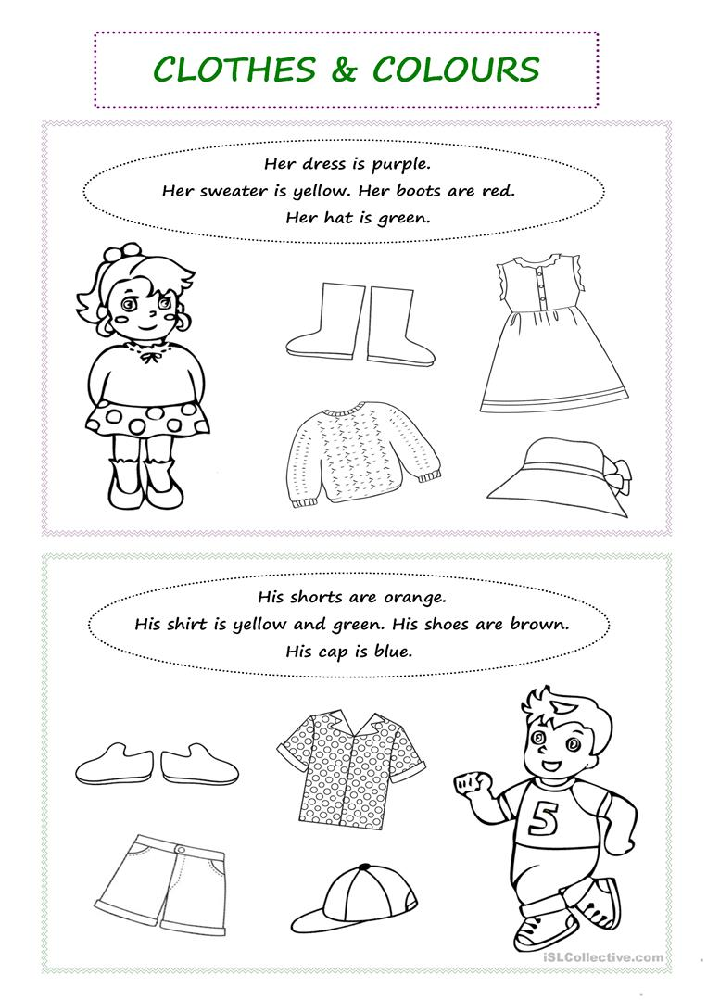 CLOTHES & COLOURS
Her dress is purple.
Her sweater is yellow. Her boots are red.
Her hat is green.
His shorts are orange.
His shirt is yellow and green. His shoes are brown.
His cap is blue.
5
iSLCollective.com